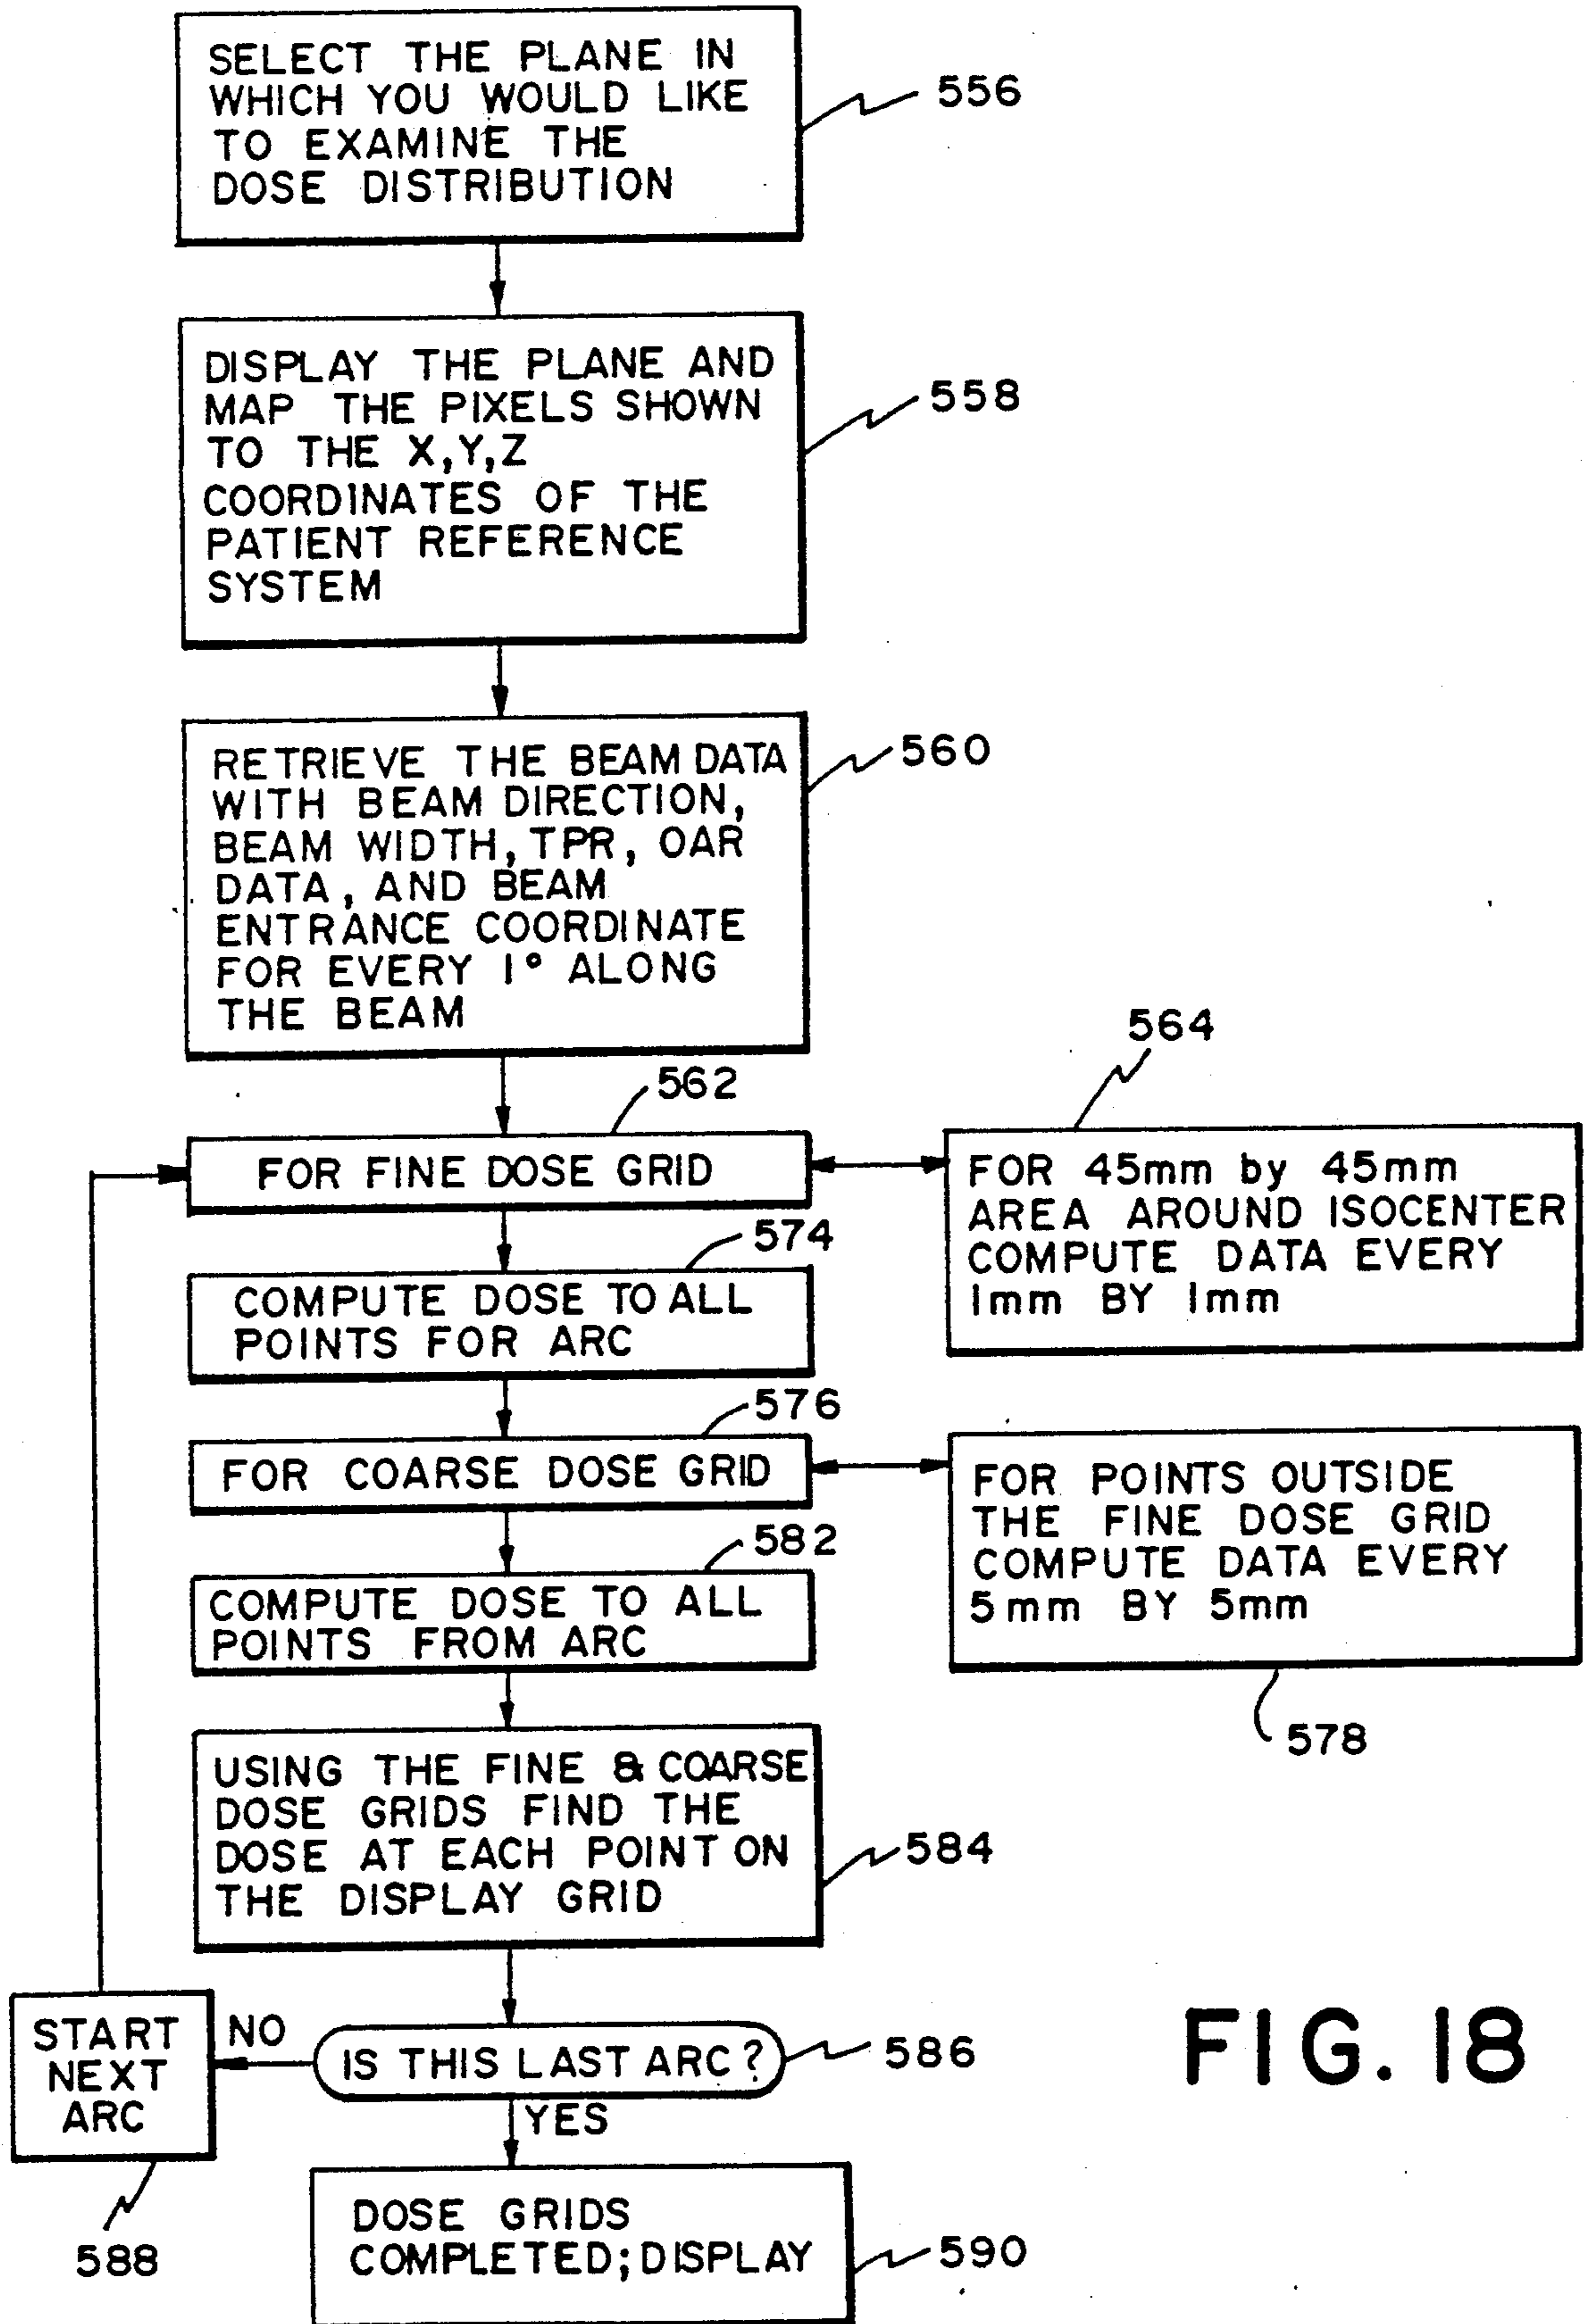 SELECT THE PLANE IN
WHICH YOU WOULD LIKE
TO EXAMINE THE
DOSE DISTRIBUTION
556
DISPLAY THE PLANE AND
MAP THE PIXELS SHOWN
TO THE X,Y,Z
COORDINATES OF THE
PATIENT REFERENCE
SYSTEM
558
RETRIEVE THE BEAM DATA
WITH BEAM DIRECTION,
BEAM WIDTH, TPR, OAR
DATA, AND BEAM
ENTRANCE COORDINATE
FOR EVERY 1° ALONG
THE BEAM
560
562
FOR FINE DOSE GRID
564
FOR 45mm by 45mm
AREA AROUND ISOCENTER
COMPUTE DATA EVERY
1mm BY 1mm
574
COMPUTE DOSE TO ALL
POINTS FOR ARC
576
FOR COARSE DOSE GRID
FOR POINTS OUTSIDE
THE FINE DOSE GRID
COMPUTE DATA EVERY
5mm BY 5mm
578
582
COMPUTE DOSE TO ALL
POINTS FROM ARC
USING THE FINE & COARSE
DOSE GRIDS FIND THE
DOSE AT EACH POINT ON
THE DISPLAY GRID
584
IS THIS LAST ARC?
586
NO
START
NEXT
ARC
588
YES
DOSE GRIDS
COMPLETED; DISPLAY
590
FIG. 18